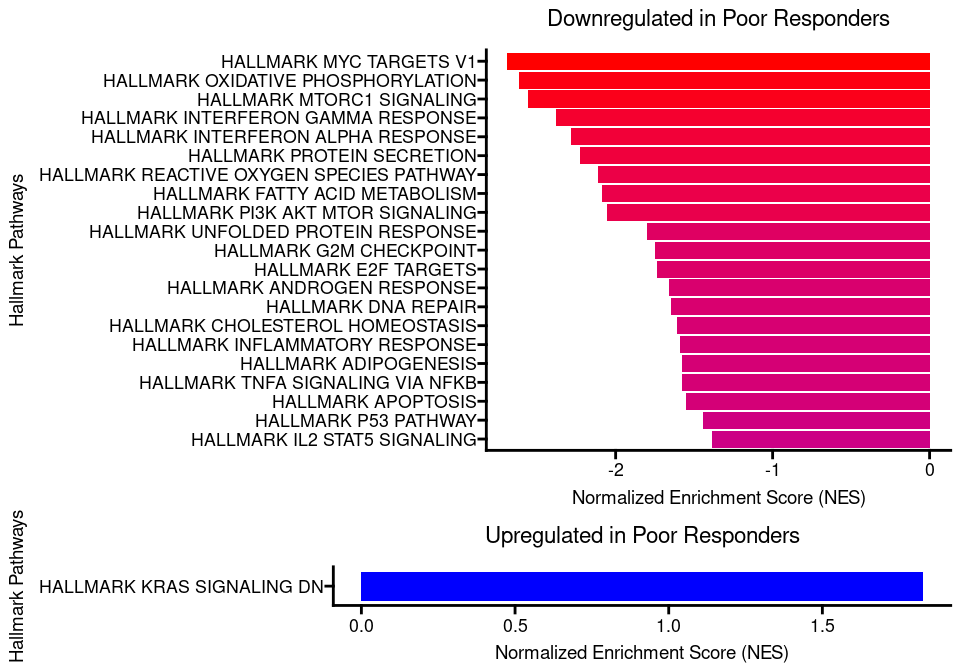 Downregulated in Poor Responders
Hallmark Pathways
HALLMARK MYC TARGETS V1
HALLMARK OXIDATIVE PHOSPHORYLATION
HALLMARK MTORC1 SIGNALING
HALLMARK INTERFERON GAMMA RESPONSE
HALLMARK INTERFERON ALPHA RESPONSE
HALLMARK PROTEIN SECRETION
HALLMARK REACTIVE OXYGEN SPECIES PATHWAY
HALLMARK FATTY ACID METABOLISM
HALLMARK PI3K AKT MTOR SIGNALING
HALLMARK UNFOLDED PROTEIN RESPONSE
HALLMARK G2M CHECKPOINT
HALLMARK E2F TARGETS
HALLMARK ANDROGEN RESPONSE
HALLMARK DNA REPAIR
HALLMARK CHOLESTEROL HOMEOSTASIS
HALLMARK INFLAMMATORY RESPONSE
HALLMARK ADIPOGENESIS
HALLMARK TNFA SIGNALING VIA NFKB
HALLMARK APOPTOSIS
HALLMARK P53 PATHWAY
HALLMARK IL2 STAT5 SIGNALING
-2 -1 0
Normalized Enrichment Score (NES)
Upregulated in Poor Responders
Hallmark Pathways
HALLMARK KRAS SIGNALING DN
0.0 0.5 1.0 1.5
Normalized Enrichment Score (NES)